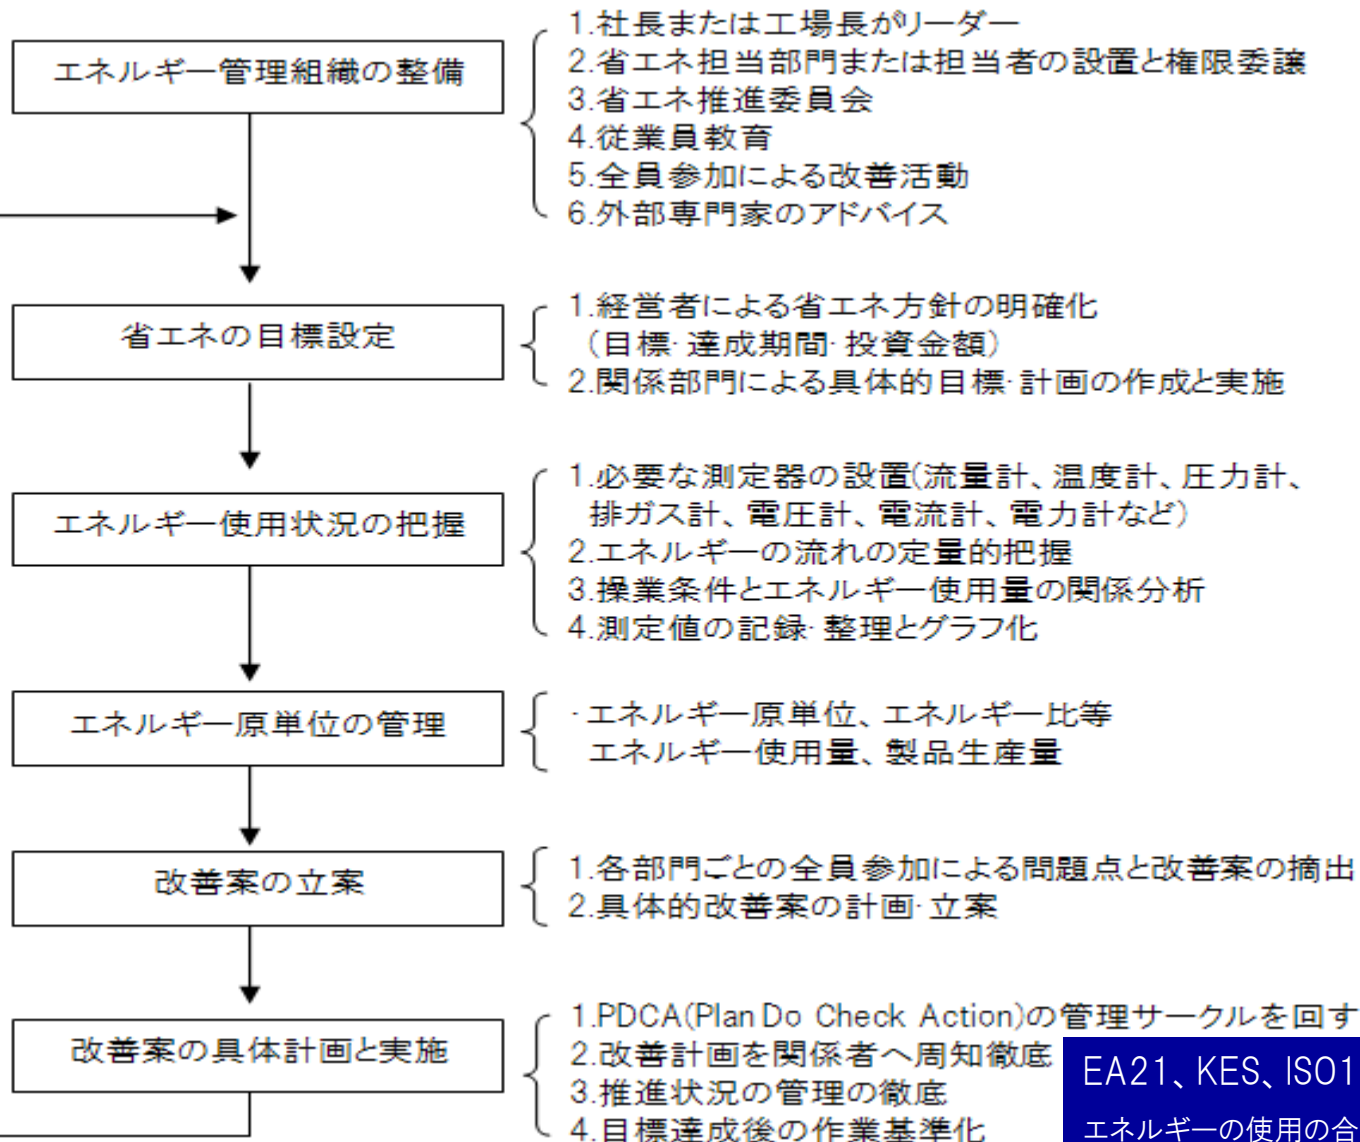 エネルギー管理組織の整備
1.社長または工場長がリーダー
2.省エネ担当部門または担当者の設置と権限委譲
3.省エネ推進委員会
4.従業員教育
5.全員参加による改善活動
6.外部専門家のアドバイス
省エネの目標設定
1.経営者による省エネ方針の明確化
（目標･達成期間･投資金額）
2.関係部門による具体的目標･計画の作成と実施
エネルギー使用状況の把握
1.必要な測定器の設置(流量計、温度計、圧力計、
排ガス計、電圧計、電流計、電力計など)
2.エネルギーの流れの定量的把握
3.操業条件とエネルギー使用量の関係分析
4.測定値の記録･整理とグラフ化
エネルギー原単位の管理
･エネルギー原単位、エネルギー比等
エネルギー使用量、製品生産量
改善案の立案
1.各部門ごとの全員参加による問題点と改善案の摘出
2.具体的改善案の計画･立案
改善案の具体計画と実施
1.PDCA(Plan Do Check Action)の管理サークルを回す
2.改善計画を関係者へ周知徹底
3.推進状況の管理の徹底
4.目標達成後の作業基準化
EA21、KES、ISO1
エネルギーの使用の合